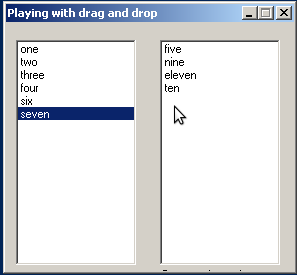 Playing with drag and drop
one
two
three
four
six
seven
five
nine
eleven
ten